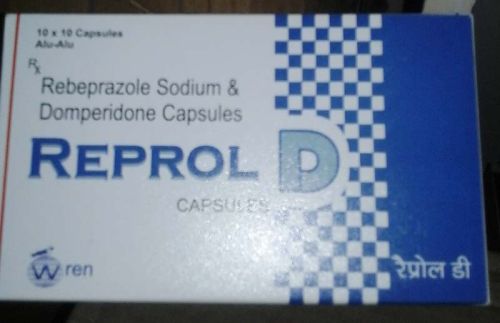 10 x 10 Capsules
Alu-Alu
Rx
Rebeprazole Sodium &
Domperidone Capsules
REPROL D
CAPSULES
Wren
रैप्रोल डी